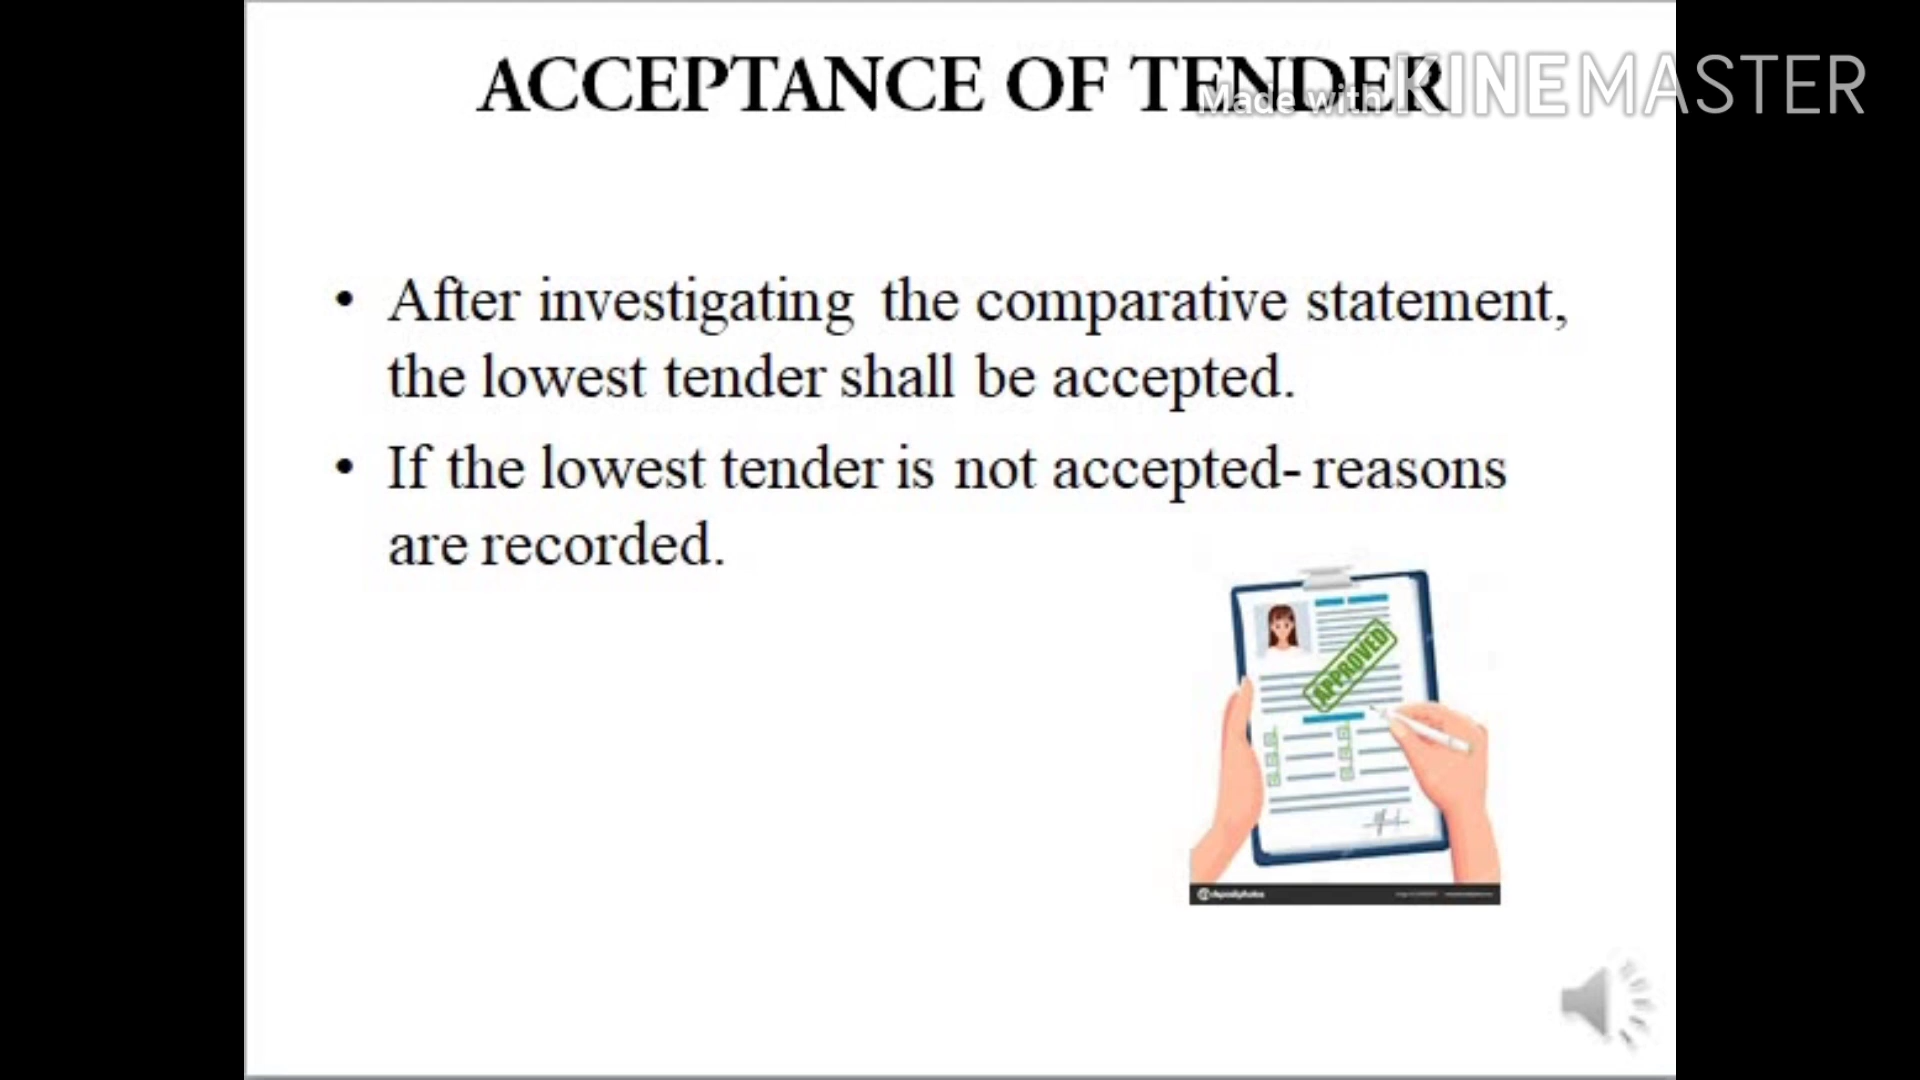 ACCEPTANCE OF TENDER
Made with KINEMASTER
• After investigating the comparative statement,
the lowest tender shall be accepted.
• If the lowest tender is not accepted- reasons
are recorded.
APPROVED
depositphotos